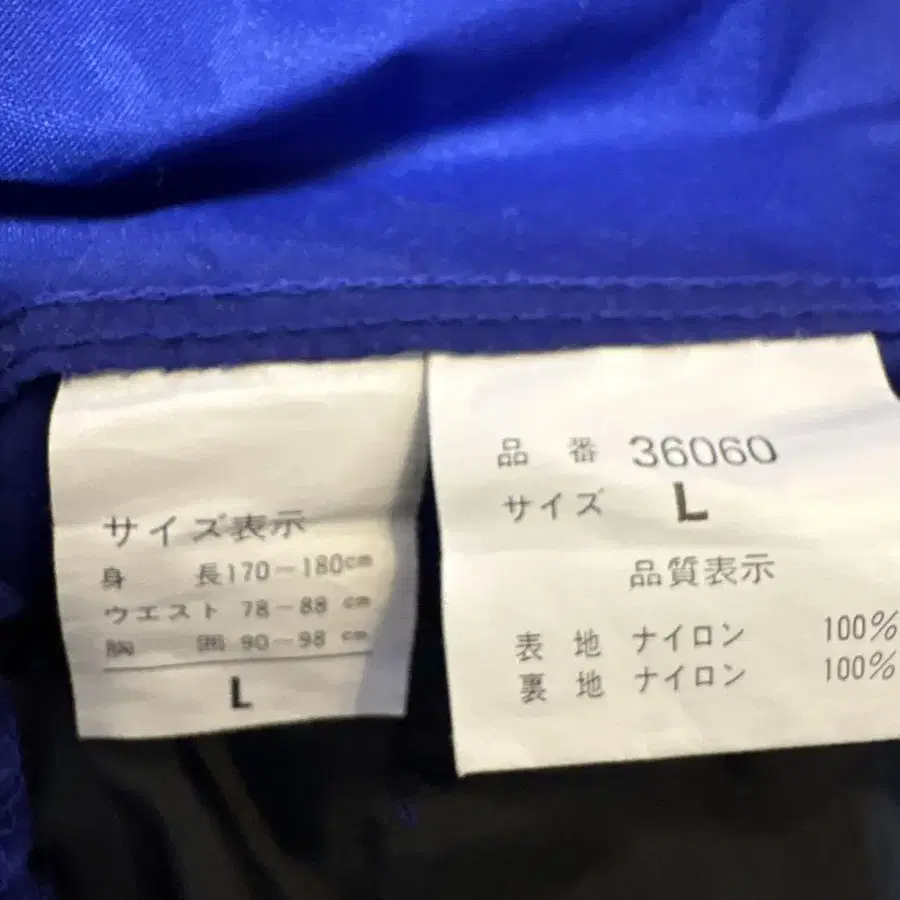 サイズ表示
身 長170～180cm
ウエスト 78～88 cm
胸 囲 90～98 cm
L
品 番 36060
サイズ L
品質表示
表 地 ナイロン 100%
裏 地 ナイロン 100%